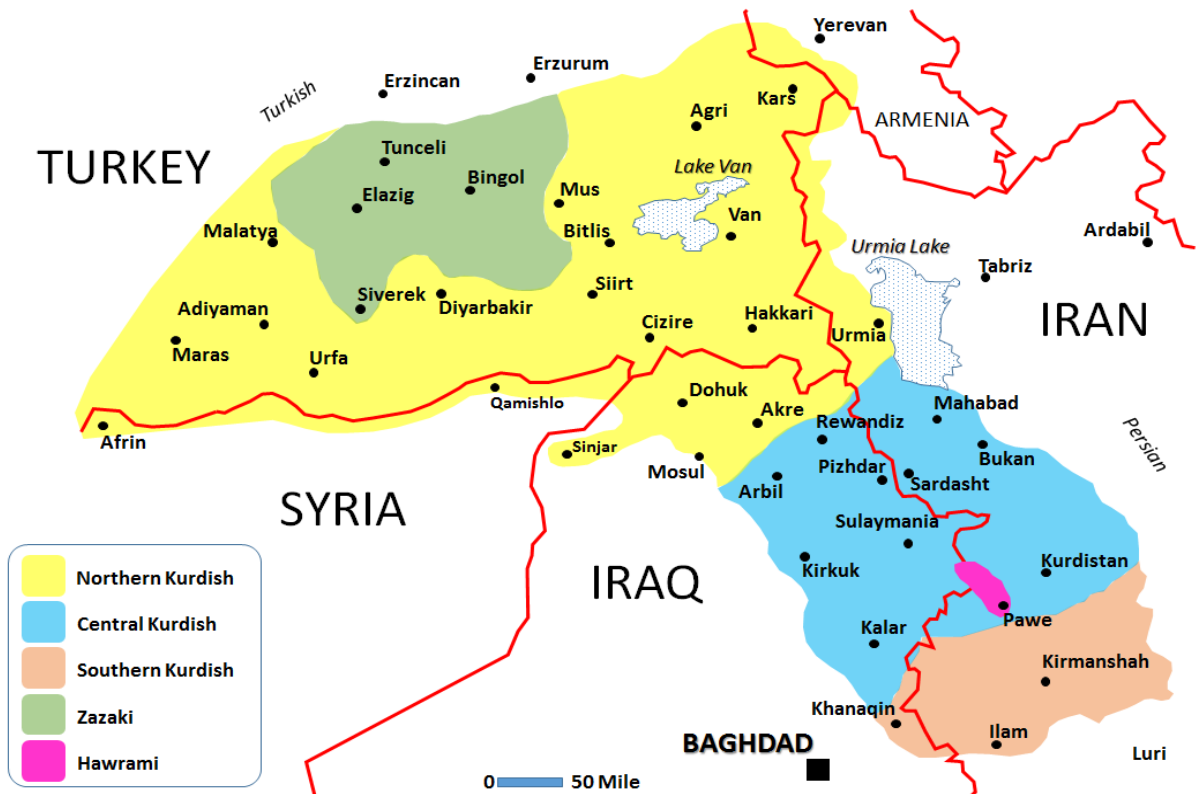 Yerevan
Erzurum
Erzincan
Turkish
Kars
Agri
ARMENIA
TURKEY
Tunceli
Lake Van
Bingol
Elazig
Mus
Van
Malatya
Bitlis
Ardabil
Urmia Lake
Tabriz
Siirt
Siverek
Diyarbakir
Adiyaman
Hakkari
IRAN
Cizire
Urmia
Maras
Urfa
Dohuk
Qamishlo
Mahabad
Akre
Rewandiz
Persian
Afrin
Sinjar
Bukan
Mosul
Pizhdar
Sardasht
Arbil
SYRIA
Sulaymania
Kurdistan
Kirkuk
IRAQ
Pawe
Kalar
Kirmanshah
Khanaqin
Ilam
BAGHDAD
Luri
0 50 Mile
Northern Kurdish
Central Kurdish
Southern Kurdish
Zazaki
Hawrami